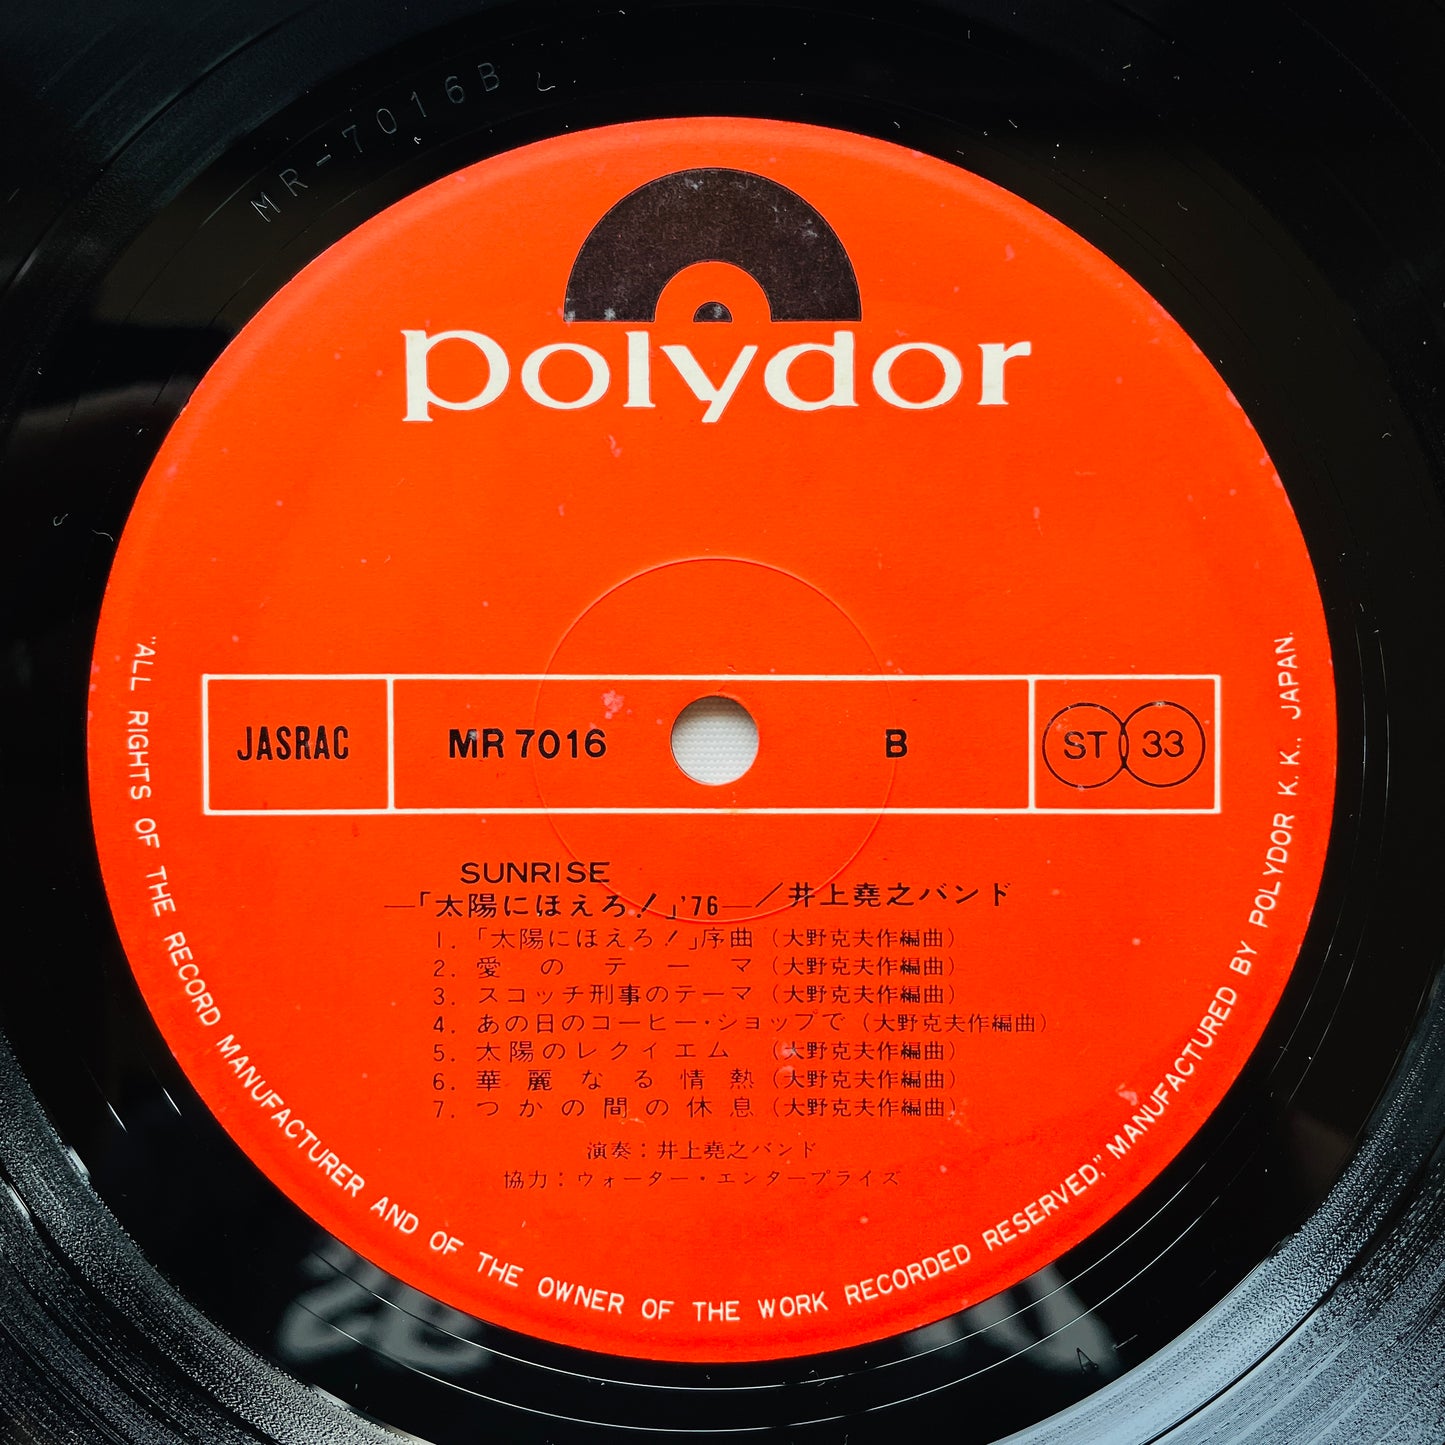 MR-7016B
polydor
JASRAC
MR 7016
B
ST 33
SUNRISE
—「太陽にほえろ!」'76—/井上堯之バンド
1. 「太陽にほえろ!」序曲(大野克夫作編曲)
2. 愛のテーマ(大野克夫作編曲)
3. スコッチ刑事のテーマ(大野克夫作編曲)
4. あの日のコーヒー・ショップで(大野克夫作編曲)
5. 太陽のレクイエム(大野克夫作編曲)
6. 華麗なる情熱(大野克夫作編曲)
7. つかの間の休息(大野克夫作編曲)
演奏:井上堯之バンド
協力:ウォーター・エンタープライズ
"ALL RIGHTS OF THE RECORD MANUFACTURER AND OF THE OWNER OF THE WORK RECORDED RESERVED," MANUFACTURED BY POLYDOR K. K., JAPAN.
A